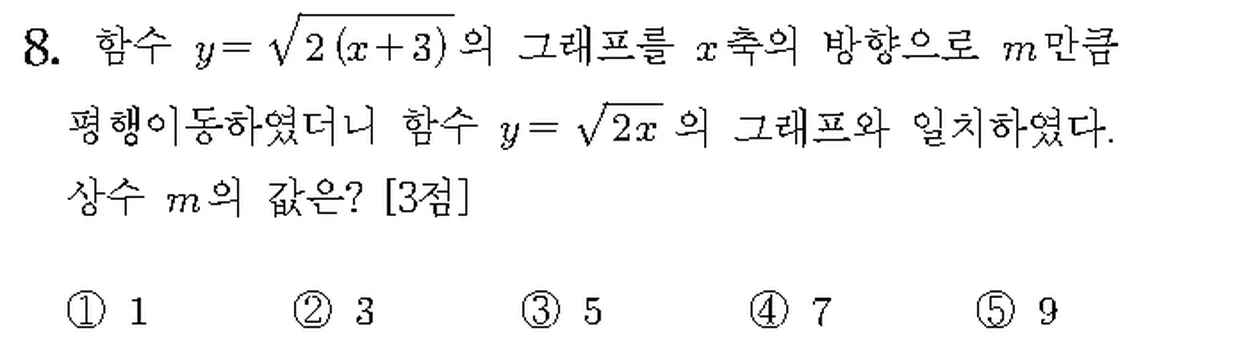 8. 함수 y=√2(x+3)의 그래프를 x축의 방향으로 m만큼
평행이동하였더니 함수 y=√2x 의 그래프와 일치하였다.
상수 m의 값은? [3점]
① 1 ② 3 ③ 5 ④ 7 ⑤ 9